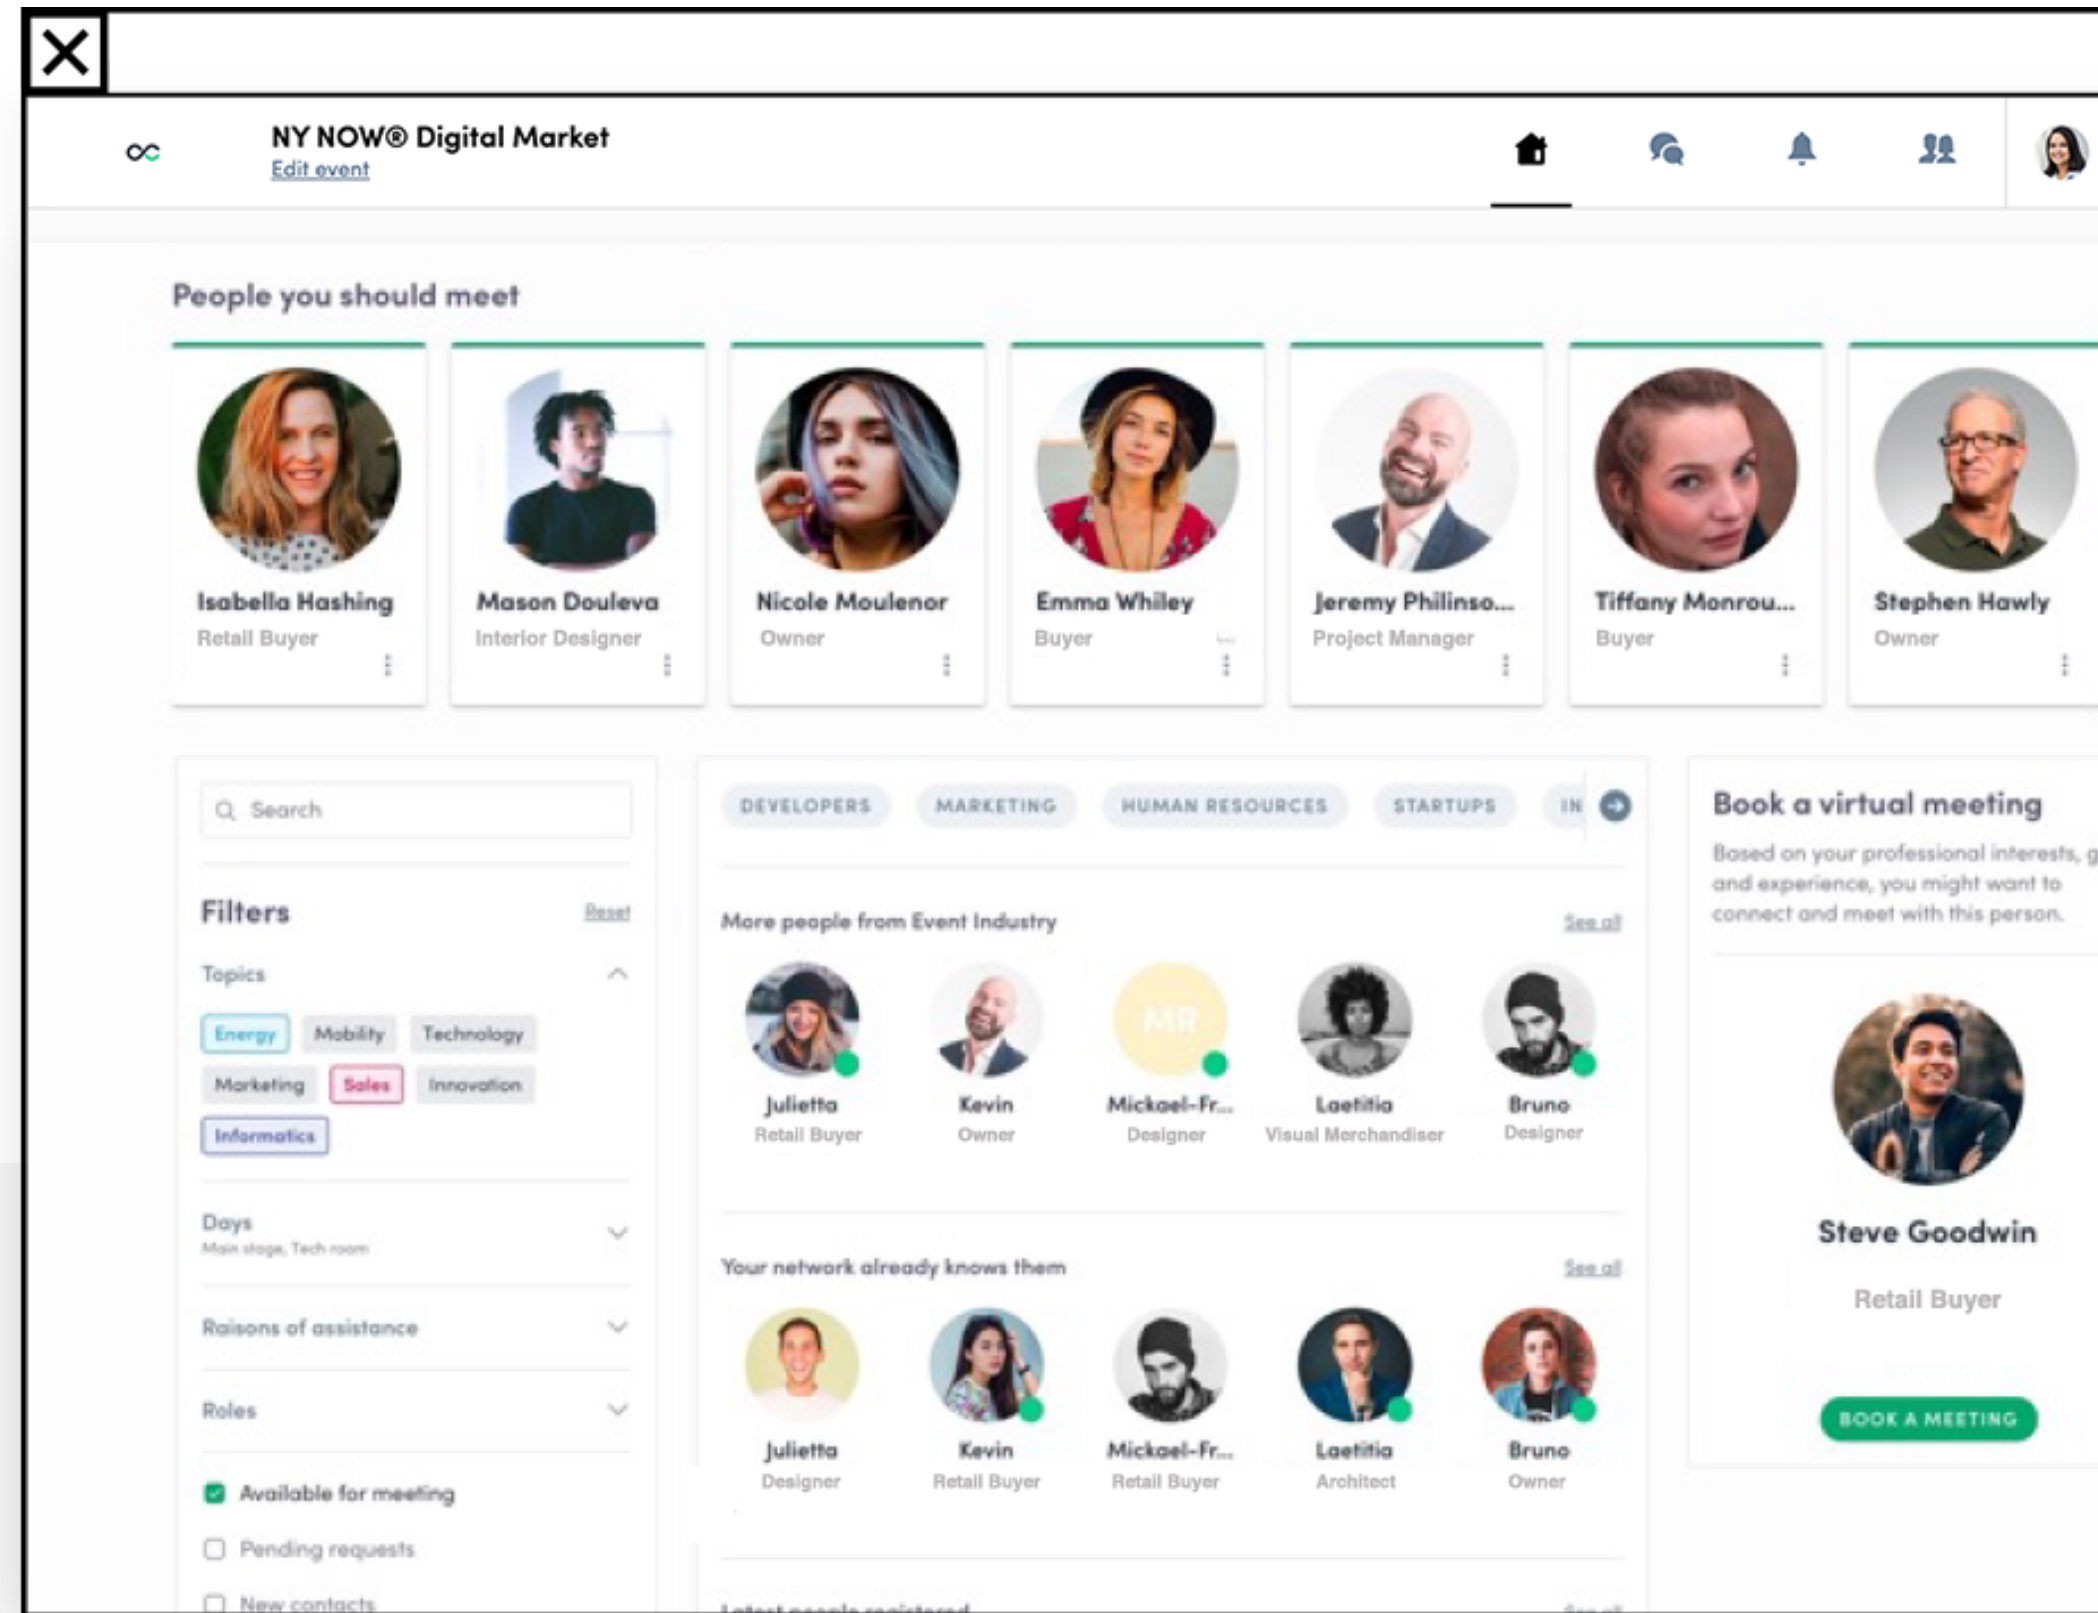 NY NOW® Digital Market
Edit event
People you should meet
Isabella Hashing
Retail Buyer
Mason Douleva
Interior Designer
Nicole Moulenor
Owner
Emma Whiley
Buyer
Jeremy Philinso...
Project Manager
Tiffany Monrou...
Buyer
Stephen Hawly
Owner
Search
Filters
Reset
Topics
Energy
Mobility
Technology
Marketing
Sales
Innovation
Informatics
Days
Main stage, Tech room
Raisons of assistance
Roles
Available for meeting
Pending requests
New contacts
DEVELOPERS
MARKETING
HUMAN RESOURCES
STARTUPS
IN
More people from Event Industry
See all
MR
Julietta
Retail Buyer
Kevin
Owner
Mickael-Fr...
Designer
Laetitia
Visual Merchandiser
Bruno
Designer
Your network already knows them
See all
Julietta
Designer
Kevin
Retail Buyer
Mickael-Fr...
Retail Buyer
Laetitia
Architect
Bruno
Owner
Latest people registered
See all
Book a virtual meeting
Based on your professional interests, g
and experience, you might want to
connect and meet with this person.
Steve Goodwin
Retail Buyer
BOOK A MEETING